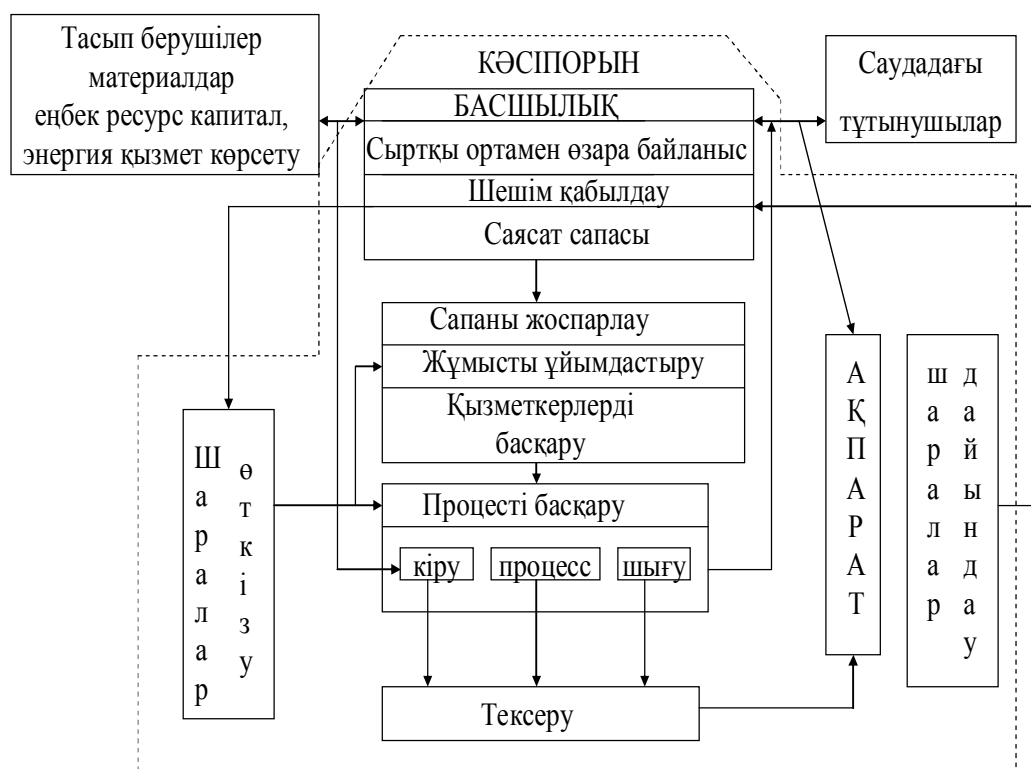 Тасып берушілер
материалдар
еңбек ресурс капитал,
энергия қызмет көрсету
КӘСІПОРЫН
БАСШЫЛЫҚ
Сыртқы ортамен өзара байланыс
Шешім қабылдау
Саясат сапасы
Саудадағы
тұтынушылар
Сапаны жоспарлау
Жұмысты ұйымдастыру
Қызметкерлерді
басқару
Процесті басқару
кіру
процесс
шығу
Тексеру
Шаралар
өткізу
АҚПАРАТ
шаралар
дайындау